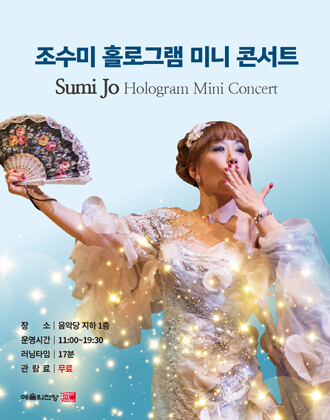 조수미 홀로그램 미니 콘서트
Sumi Jo Hologram Mini Concert
장 소 | 음악당 지하 1층
운영시간 | 11:00~19:30
러닝타임 | 17분
관 람 료 | 무료
예술의전당